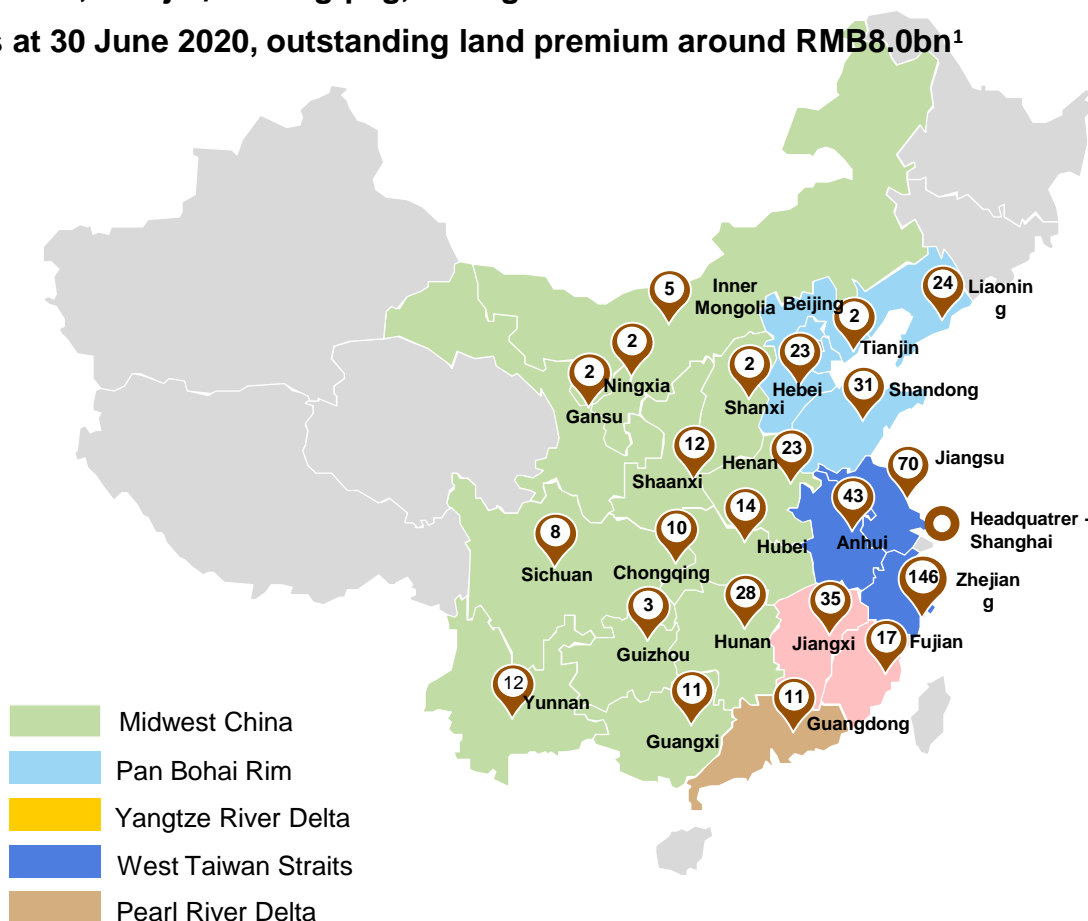 s at 30 June 2020, outstanding land premium around RMB8.0bn¹
5
Inner
Mongolia
Beijing
24
Liaonin
g
2
Tianjin
2
Ningxia
2
Gansu
2
Shanxi
23
Hebei
31
Shandong
12
Shaanxi
Henan
23
70
Jiangsu
43
Anhui
14
Hubei
Headquatrer -
Shanghai
8
Sichuan
10
Chongqing
146
Zhejian
g
3
Guizhou
28
Hunan
35
Jiangxi
17
Fujian
12
Yunnan
11
Guangxi
11
Guangdong
Midwest China
Pan Bohai Rim
Yangtze River Delta
West Taiwan Straits
Pearl River Delta